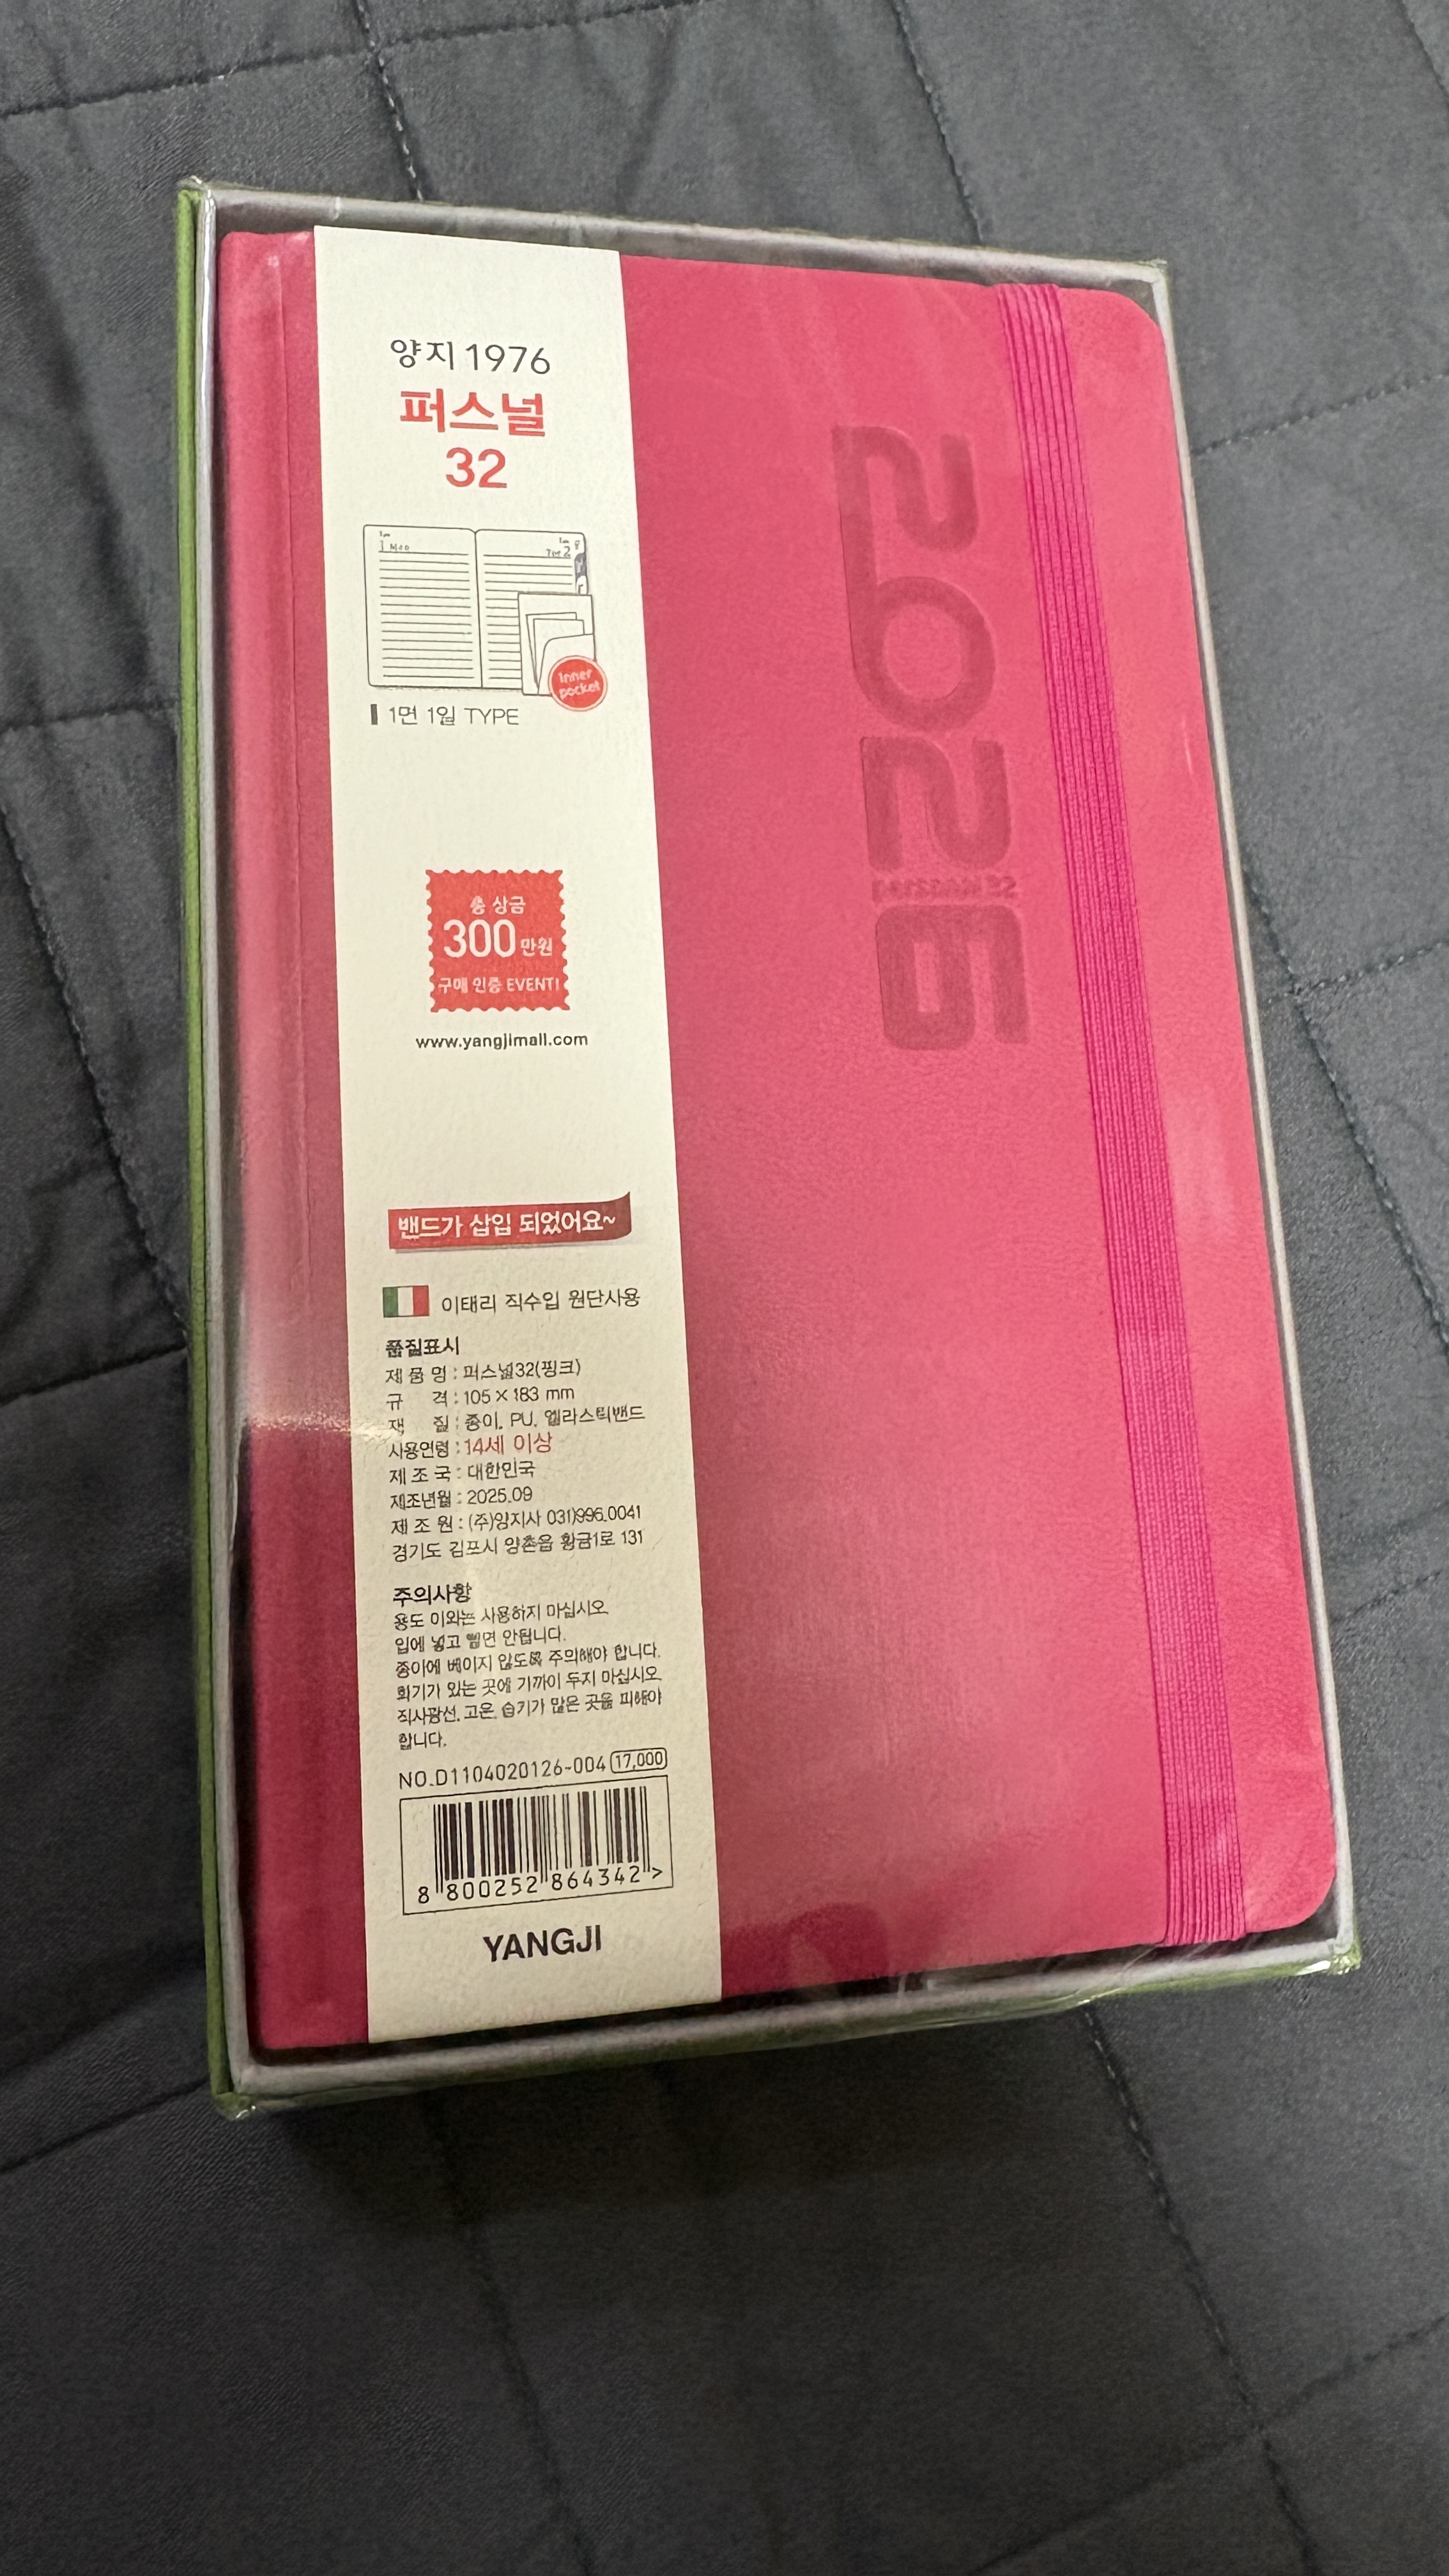 양지 1976
퍼스널
32
1 MON
TUE 2
inner
pocket
1면 1일 TYPE
총 상금
300만원
구매 인증 EVENT!
www.yangjimall.com
밴드가 삽입 되었어요~
이태리 직수입 원단사용
품질표시
제 품 명 : 퍼스널32(핑크)
규 격 : 105 × 183 mm
재 질 : 종이, PU, 엘라스틱밴드
사용연령 : 14세 이상
제 조 국 : 대한민국
제조년월 : 2025.09
제 조 원 : (주)양지사 031)996.0041
경기도 김포시 양촌읍 황금1로 131
주의사항
용도 이외는 사용하지 마십시오.
입에 넣고 빨면 안됩니다.
종이에 베이지 않도록 주의해야 합니다.
화기가 있는 곳에 가까이 두지 마십시오.
직사광선, 고온, 습기가 많은 곳을 피해야
합니다.
NO.D1104020126-004 17,000
8 800252 864342 >
YANGJI
2026
personal 32